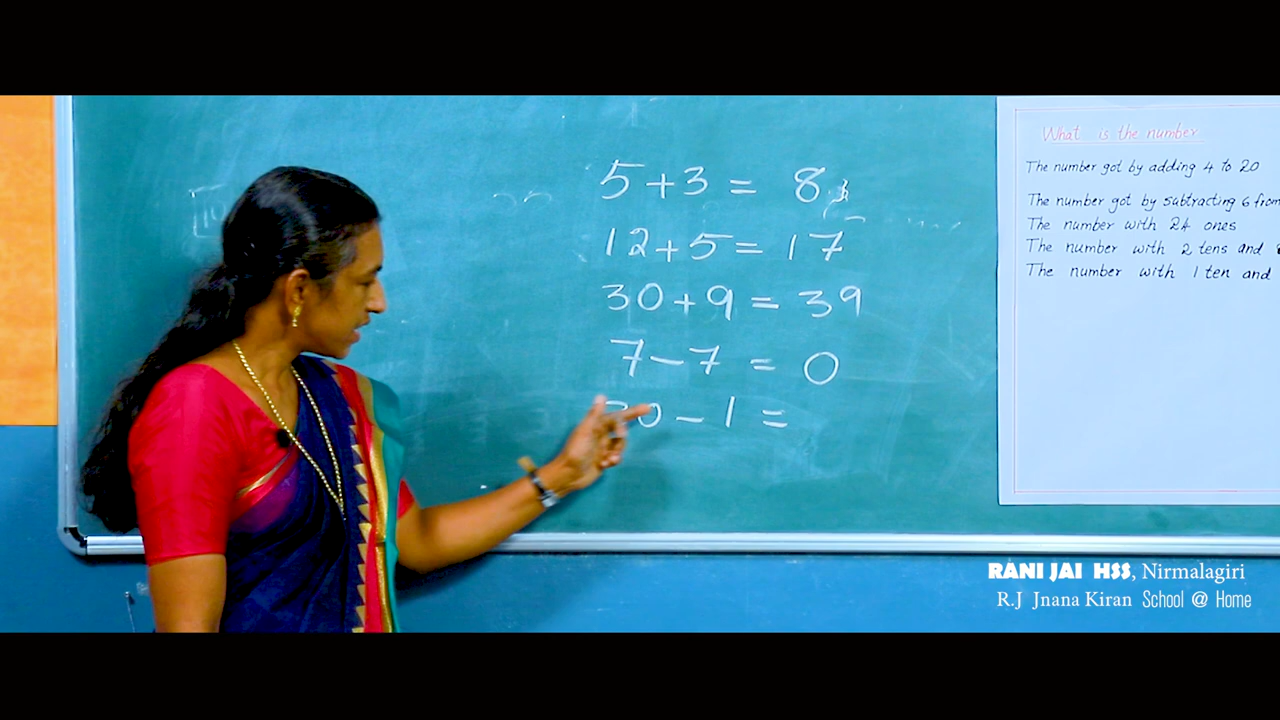 5+3 = 8
12+5= 17
30+9 = 39
7-7 = 0
0-1 =
What is the number
The number got by adding 4 to 20
The number got by subtracting 6 from
The number with 24 ones
The number with 2 tens and
The number with 1 ten and
RANI JAI HSS, Nirmalagiri
R.J Jnana Kiran School @ Home